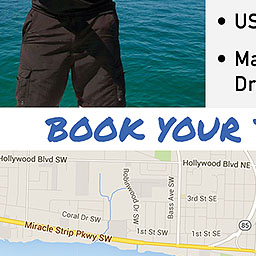 • US
• Ma
Dr
BOOK YOUR
Hollywood Blvd SW
Hollywood Blvd NE
Robinwood Dr SW
Bass Ave SW
3rd St SE
Coral Dr SW
85
Miracle Strip Pkwy SW
1st St SW
1st St SE